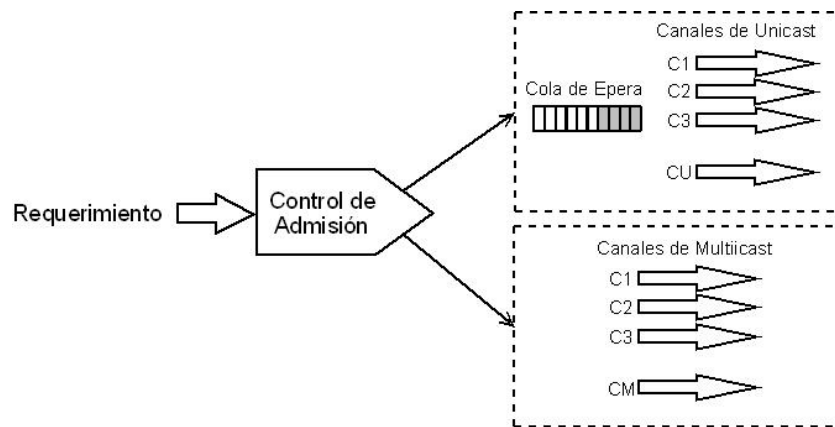 Requerimiento
Control de
Admisión
Canales de Unicast
Cola de Epera
C1
C2
C3
CU
Canales de Multiicast
C1
C2
C3
CM